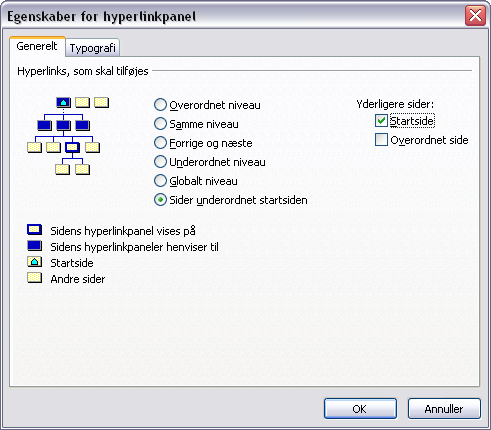 Egenskaber for hyperlinkpanel
Generelt
Typografi
Hyperlinks, som skal tilføjes
Overordnet niveau
Samme niveau
Forrige og næste
Underordnet niveau
Globalt niveau
Sider underordnet startsiden
Yderligere sider:
Startside
Overordnet side
Sidens hyperlinkpanel vises på
Sidens hyperlinkpaneler henviser til
Startside
Andre sider
OK
Annuller